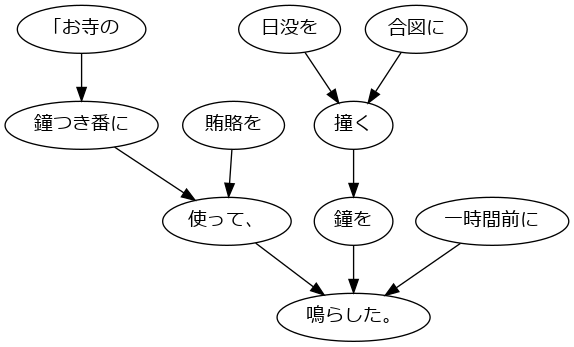 「お寺の
日没を
合図に
鐘つき番に
賄賂を
撞く
使って、
鐘を
一時間前に
鳴らした。